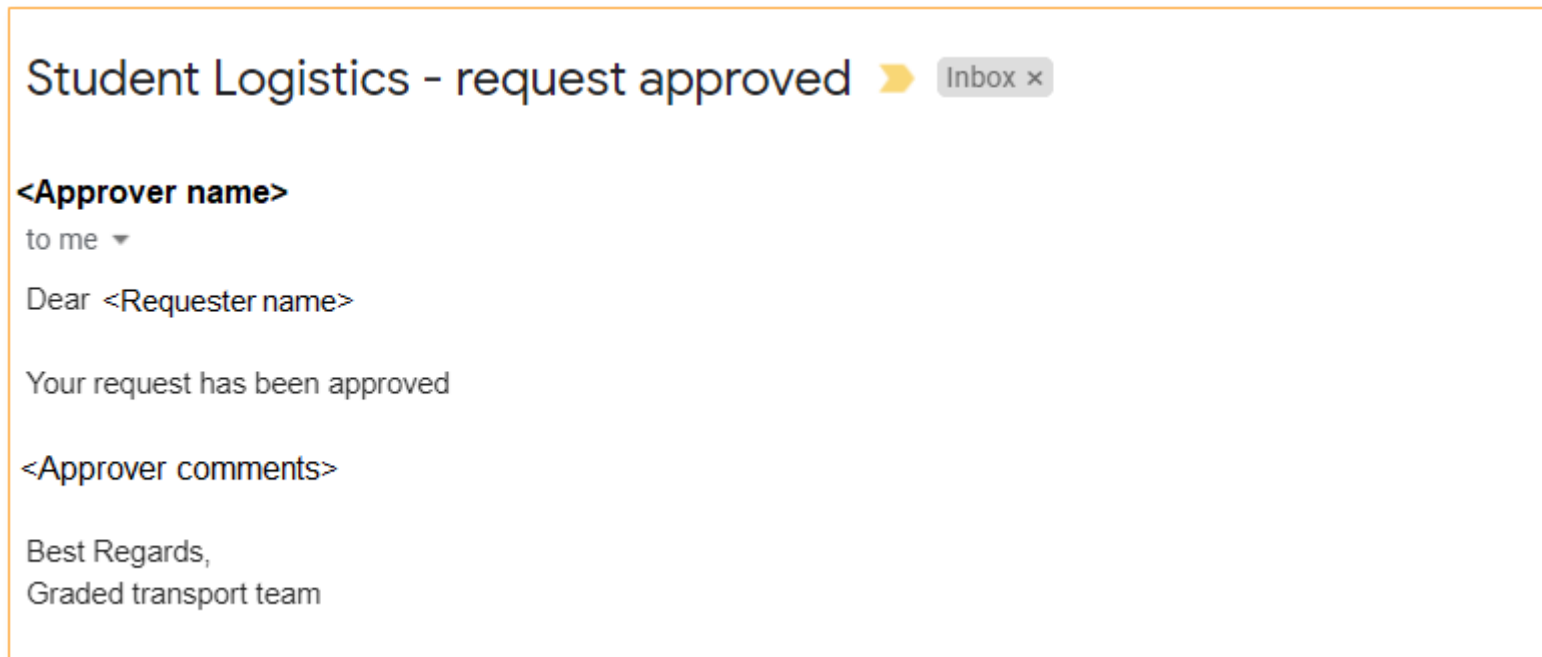 Student Logistics - request approved Inbox ×
<Approver name>
to me
Dear <Requester name>
Your request has been approved
<Approver comments>
Best Regards,
Graded transport team